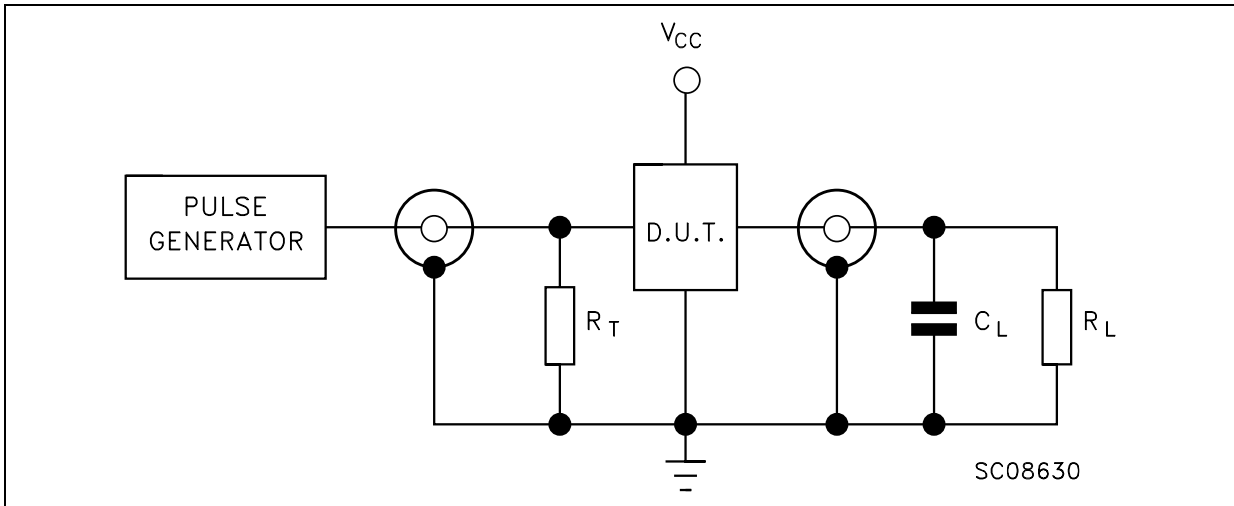 VCC
PULSE
GENERATOR
D.U.T.
RT
CL
RL
SC08630